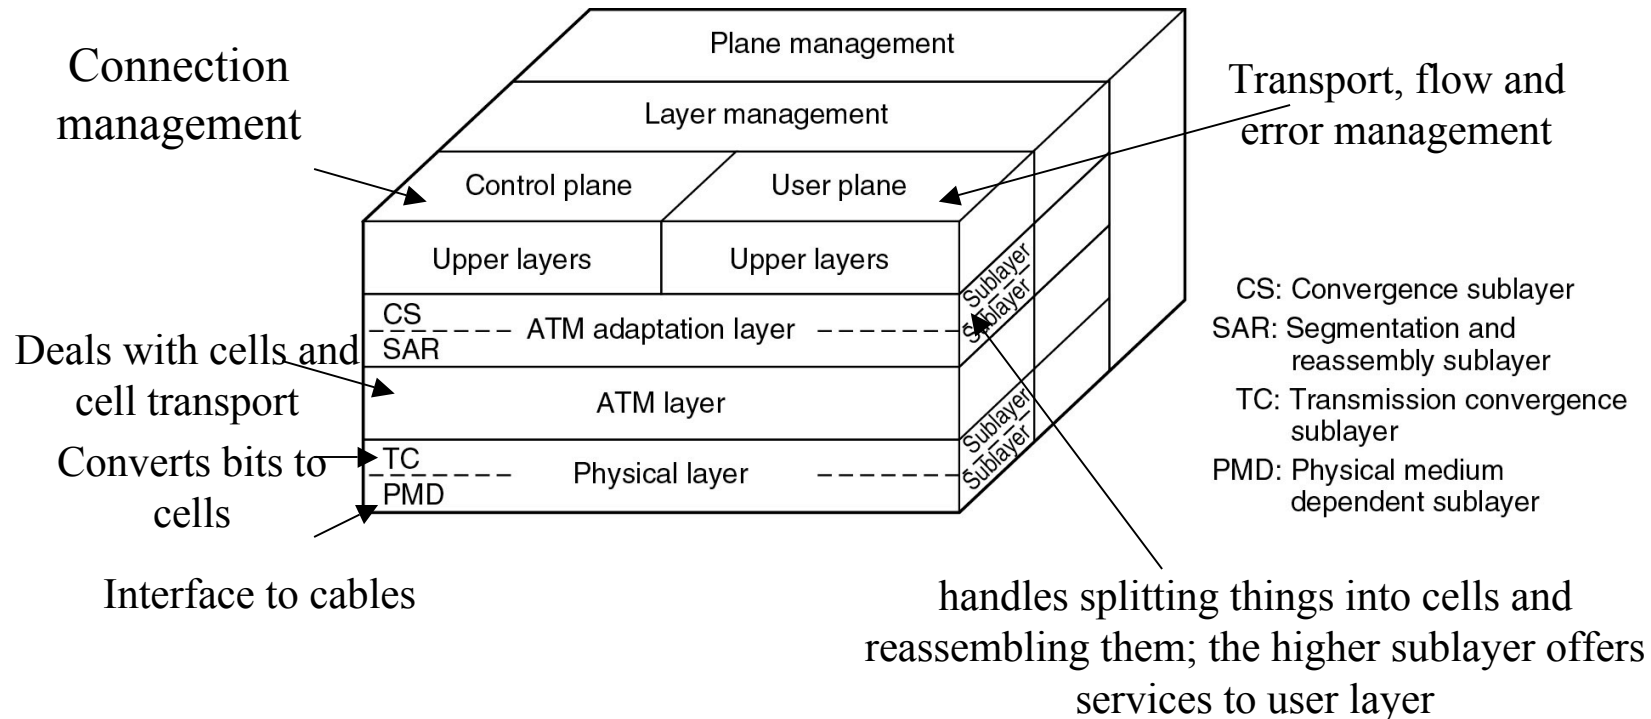 Plane management
Connection
management
Transport, flow and
error management
Layer management
Control plane
User plane
Upper layers
Upper layers
Sublayer
Sublayer
CS
ATM adaptation layer
SAR
CS: Convergence sublayer
SAR: Segmentation and
reassembly sublayer
TC: Transmission convergence
sublayer
PMD: Physical medium
dependent sublayer
Deals with cells and
cell transport
ATM layer
Sublayer
Sublayer
Converts bits to
cells
TC
Physical layer
PMD
Interface to cables
handles splitting things into cells and
reassembling them; the higher sublayer offers
services to user layer